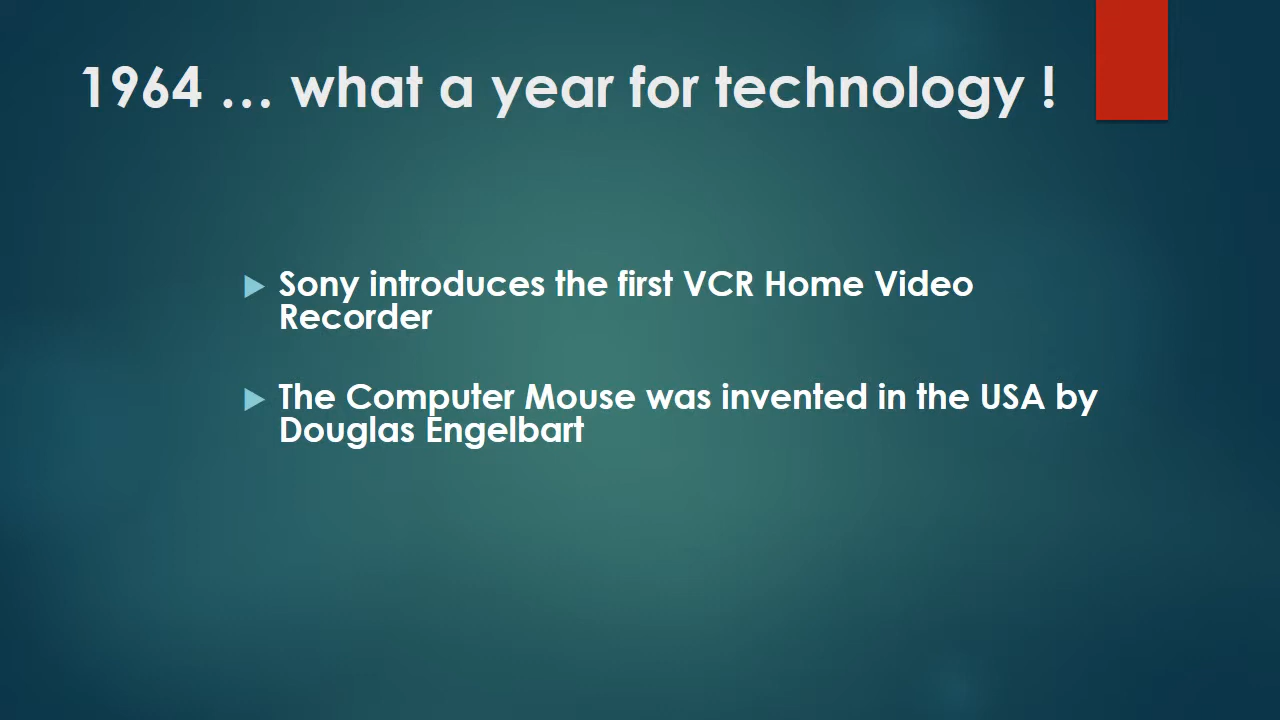 1964 … what a year for technology !
Sony introduces the first VCR Home Video
Recorder
The Computer Mouse was invented in the USA by
Douglas Engelbart